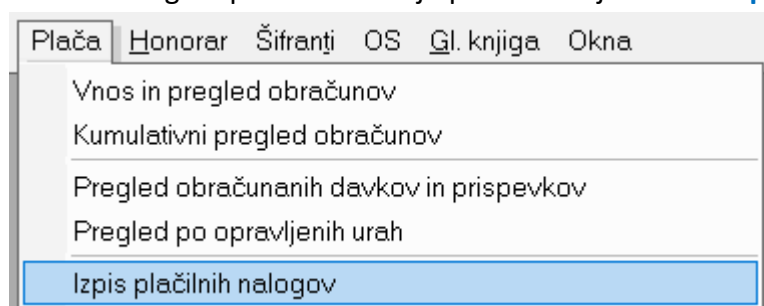 Plača Honorar Šifranti OS Gl. knjiga Okna
Vnos in pregled obračunov
Kumulativni pregled obračunov
Pregled obračunanih davkov in prispevkov
Pregled po opravljenih urah
Izpis plačilnih nalogov